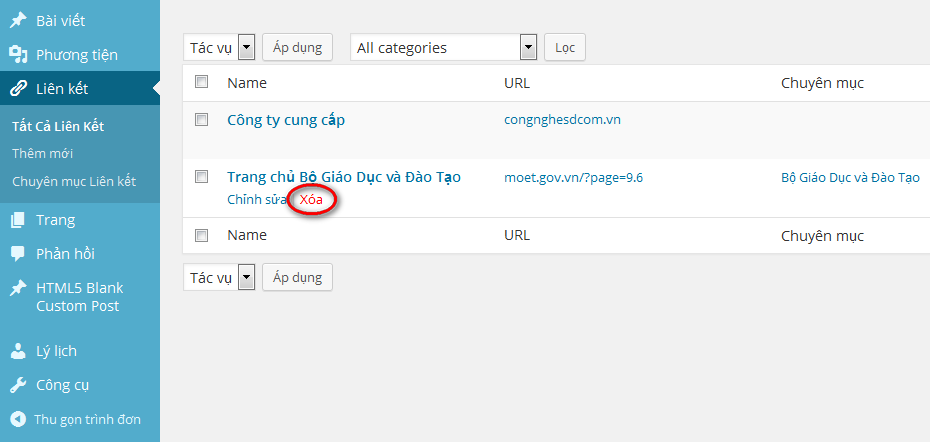 Bài viết
Phương tiện
Liên kết
Tất Cả Liên Kết
Thêm mới
Chuyên mục Liên kết
Trang
Phản hồi
HTML5 Blank
Custom Post
Lý lịch
Công cụ
Thu gọn trình đơn
Tác vụ Áp dụng All categories Lọc
Name URL Chuyên mục
Công ty cung cấp congnghesdcom.vn
Trang chủ Bộ Giáo Dục và Đào Tạo moet.gov.vn/?page=9.6 Bộ Giáo Dục và Đào Tạo
Chỉnh sửa Xóa
Name URL Chuyên mục
Tác vụ Áp dụng